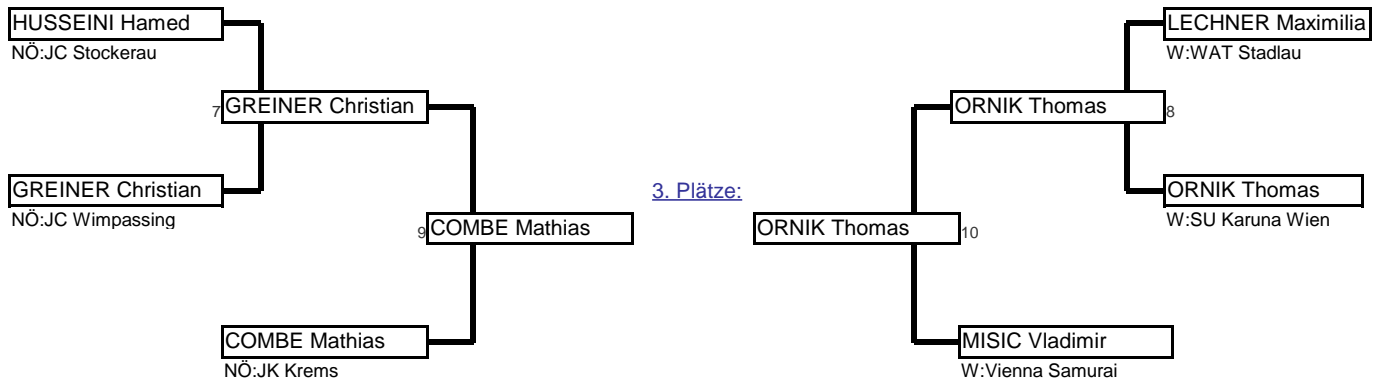 HUSSEINI Hamed
NÖ:JC Stockerau
7 GREINER Christian
GREINER Christian
NÖ:JC Wimpassing
9 COMBE Mathias
COMBE Mathias
NÖ:JK Krems
3. Plätze:
LECHNER Maximilia
W:WAT Stadlau
ORNIK Thomas 8
ORNIK Thomas
W:SU Karuna Wien
ORNIK Thomas 10
MISIC Vladimir
W:Vienna Samurai